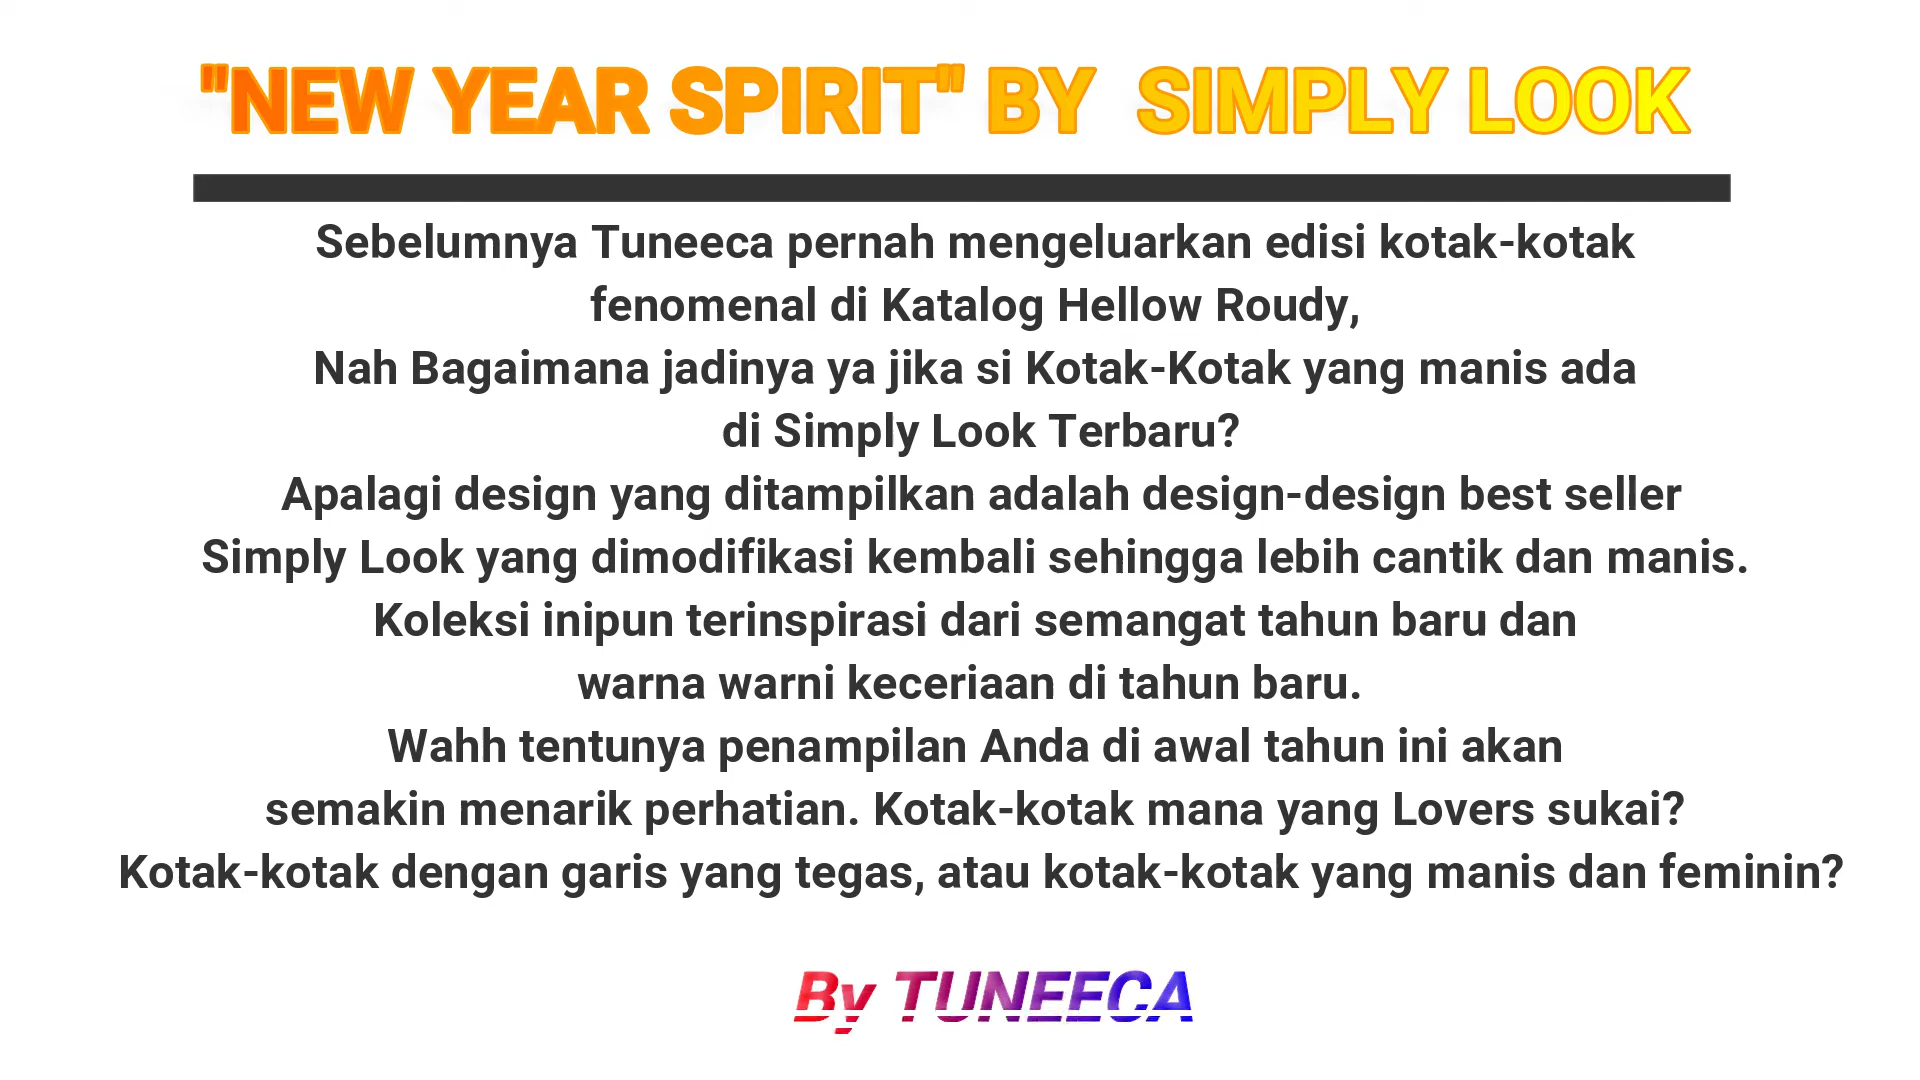 "NEW YEAR SPIRIT" BY SIMPLY LOOK
Sebelumnya Tuneeca pernah mengeluarkan edisi kotak-kotak
fenomenal di Katalog Hellow Roudy,
Nah Bagaimana jadinya ya jika si Kotak-Kotak yang manis ada
di Simply Look Terbaru?
Apalagi design yang ditampilkan adalah design-design best seller
Simply Look yang dimodifikasi kembali sehingga lebih cantik dan manis.
Koleksi inipun terinspirasi dari semangat tahun baru dan
warna warni keceriaan di tahun baru.
Wahh tentunya penampilan Anda di awal tahun ini akan
semakin menarik perhatian. Kotak-kotak mana yang Lovers sukai?
Kotak-kotak dengan garis yang tegas, atau kotak-kotak yang manis dan feminin?
By TUNEECA